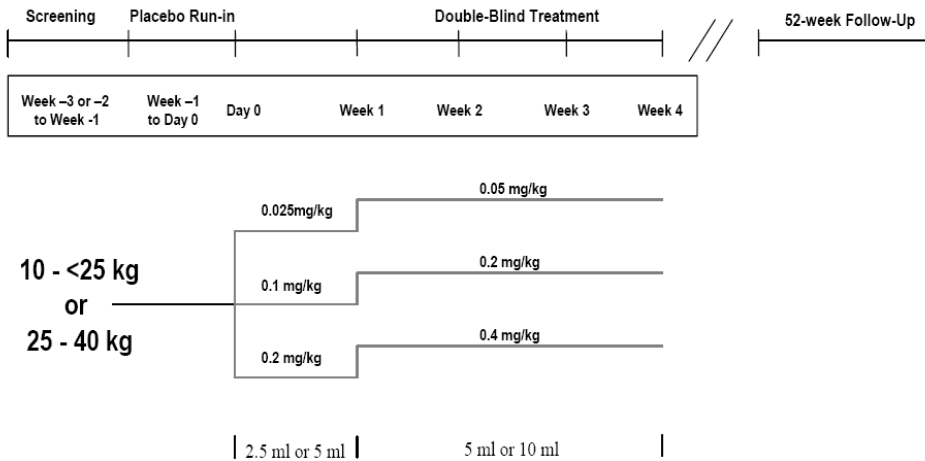 Screening Placebo Run-in Double-Blind Treatment 52-week Follow-Up
Week –3 or –2
to Week -1
Week –1
to Day 0
Day 0
Week 1
Week 2
Week 3
Week 4
0.05 mg/kg
0.025mg/kg
10 - <25 kg
or
25 - 40 kg
0.2 mg/kg
0.1 mg/kg
0.4 mg/kg
0.2 mg/kg
2.5 ml or 5 ml
5 ml or 10 ml